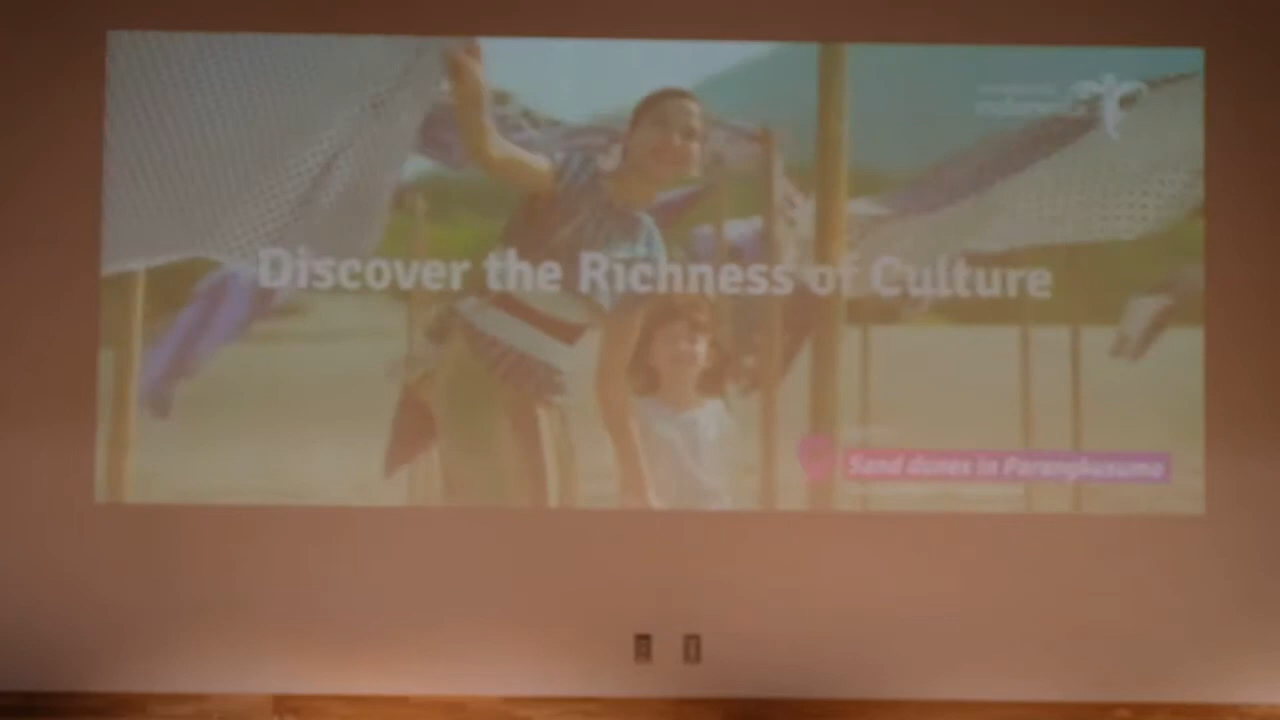 Discover the Richness of Culture
Sand dunes in Parangkusumo